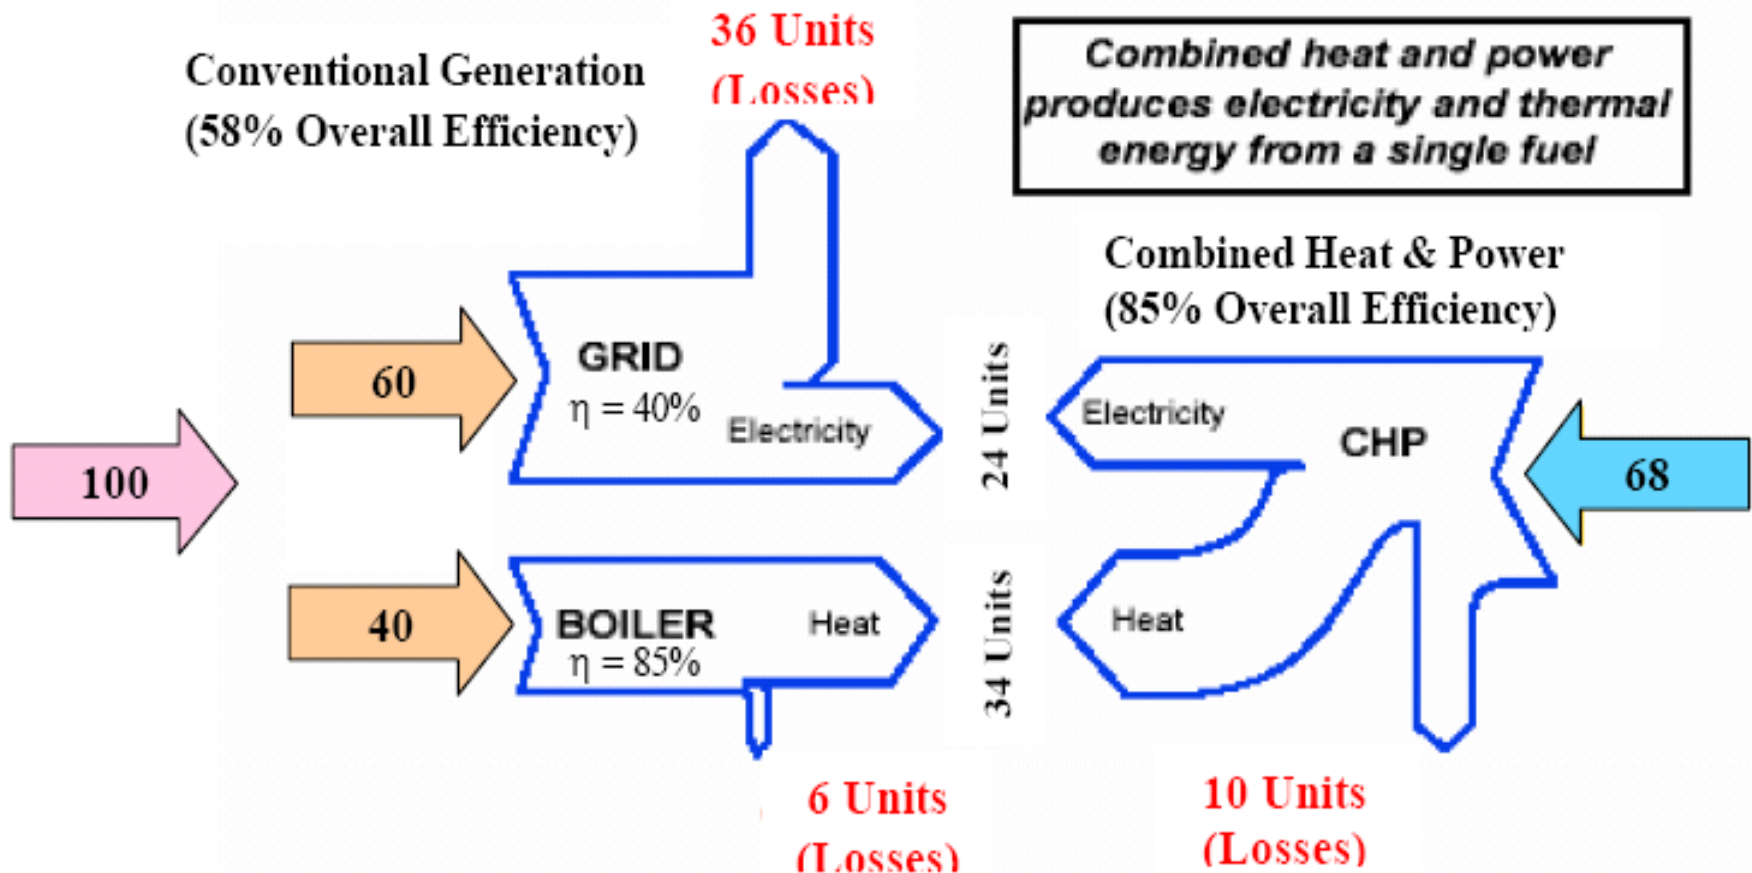 36 Units
(Losses)
Conventional Generation
(58% Overall Efficiency)
Combined heat and power
produces electricity and thermal
energy from a single fuel
Combined Heat & Power
(85% Overall Efficiency)
100
60
GRID
η = 40%
Electricity
24 Units
Electricity
CHP
68
40
BOILER
η = 85%
Heat
34 Units
Heat
6 Units
(Losses)
10 Units
(Losses)